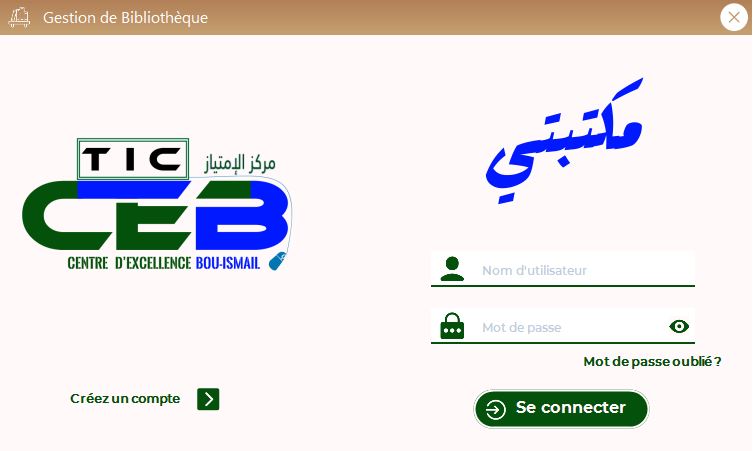 Gestion de Bibliothèque
TIC
مركز الإمتياز
CEB
CENTRE D'EXCELLENCE BOU-ISMAIL
Créez un compte
مكتبتي
Nom d'utilisateur
Mot de passe
Mot de passe oublié ?
Se connecter